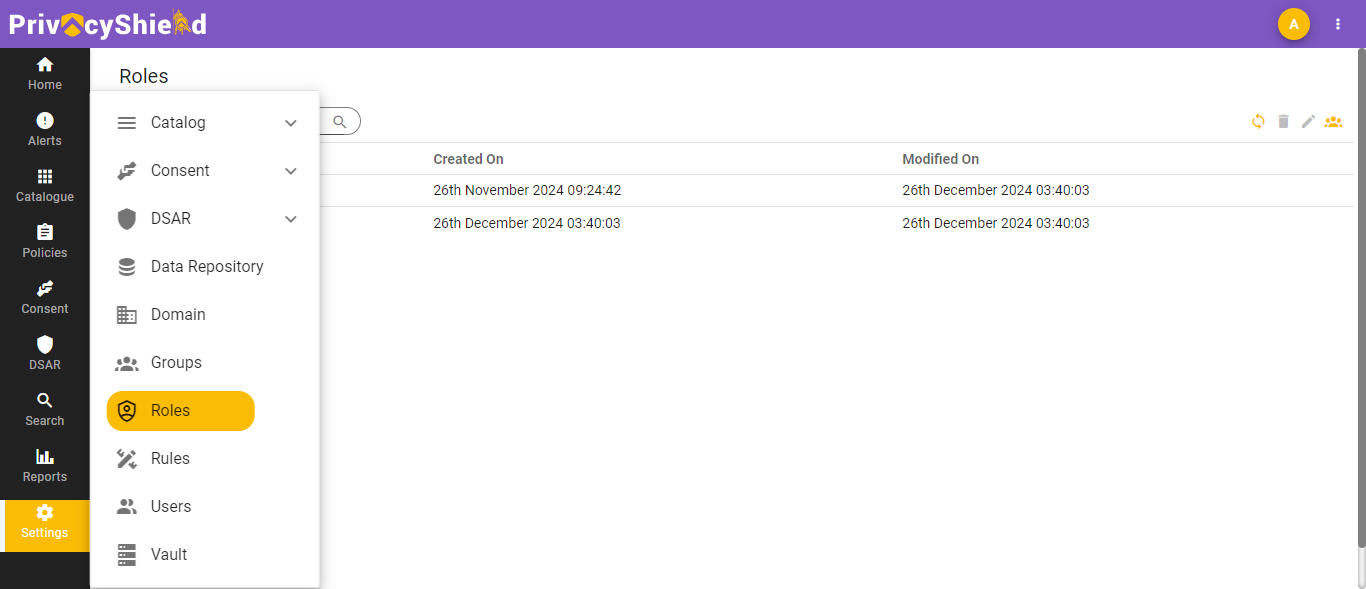 PrivacyShield
A
Home
Alerts
Catalogue
Policies
Consent
DSAR
Search
Reports
Settings
Roles
Catalog
Consent
DSAR
Data Repository
Domain
Groups
Roles
Rules
Users
Vault
Created On Modified On
26th November 2024 09:24:42 26th December 2024 03:40:03
26th December 2024 03:40:03 26th December 2024 03:40:03